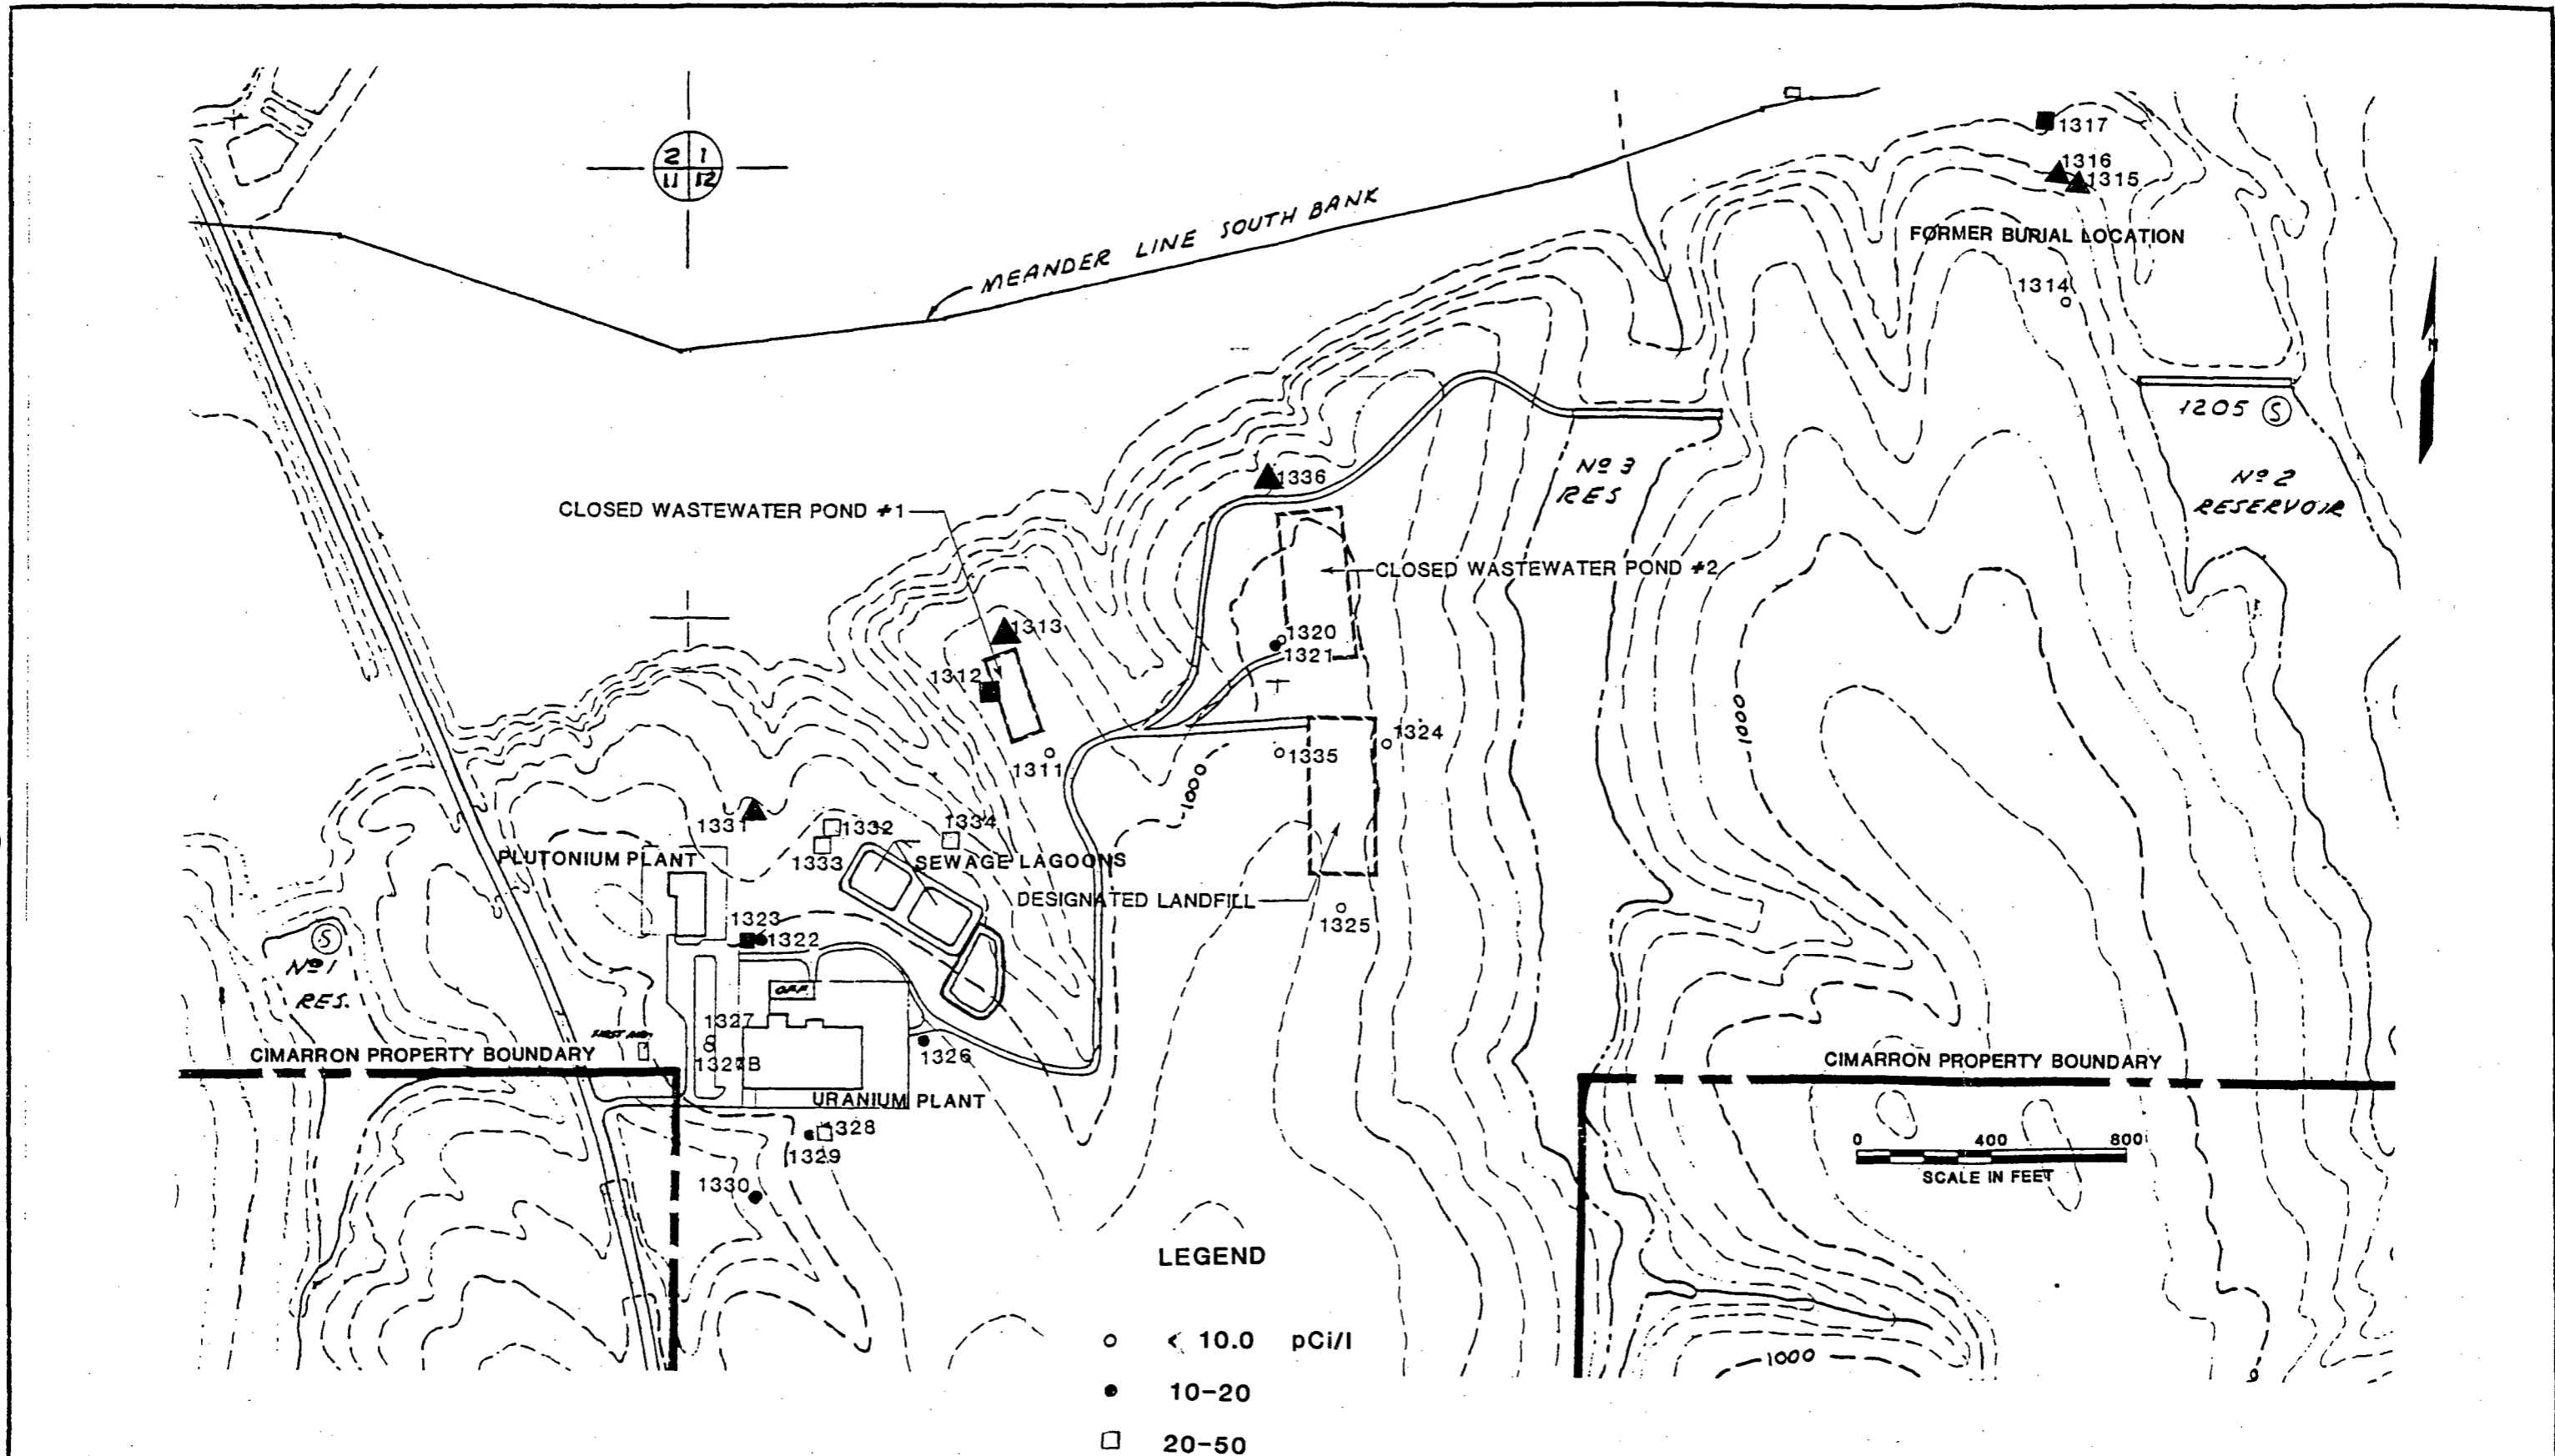 2 1
11 12
1317
1316
1315
MEANDER LINE SOUTH BANK
FORMER BURIAL LOCATION
1314
N
1205 S
Nº 3
RES
Nº 2
RESERVOIR
1336
CLOSED WASTEWATER POND #1
CLOSED WASTEWATER POND #2
1313
1320
1321
1312
1000
1324
1335
1311
1000
1331
1332
1334
1333
PLUTONIUM PLANT
SEWAGE LAGOONS
DESIGNATED LANDFILL
1323
1322
1325
S
Nº 1
RES.
OFF
1327
1327B
1326
CIMARRON PROPERTY BOUNDARY
CIMARRON PROPERTY BOUNDARY
URANIUM PLANT
1328
1329
0 400 800
SCALE IN FEET
1330
LEGEND
< 10.0 pCi/l
10-20
20-50
1000